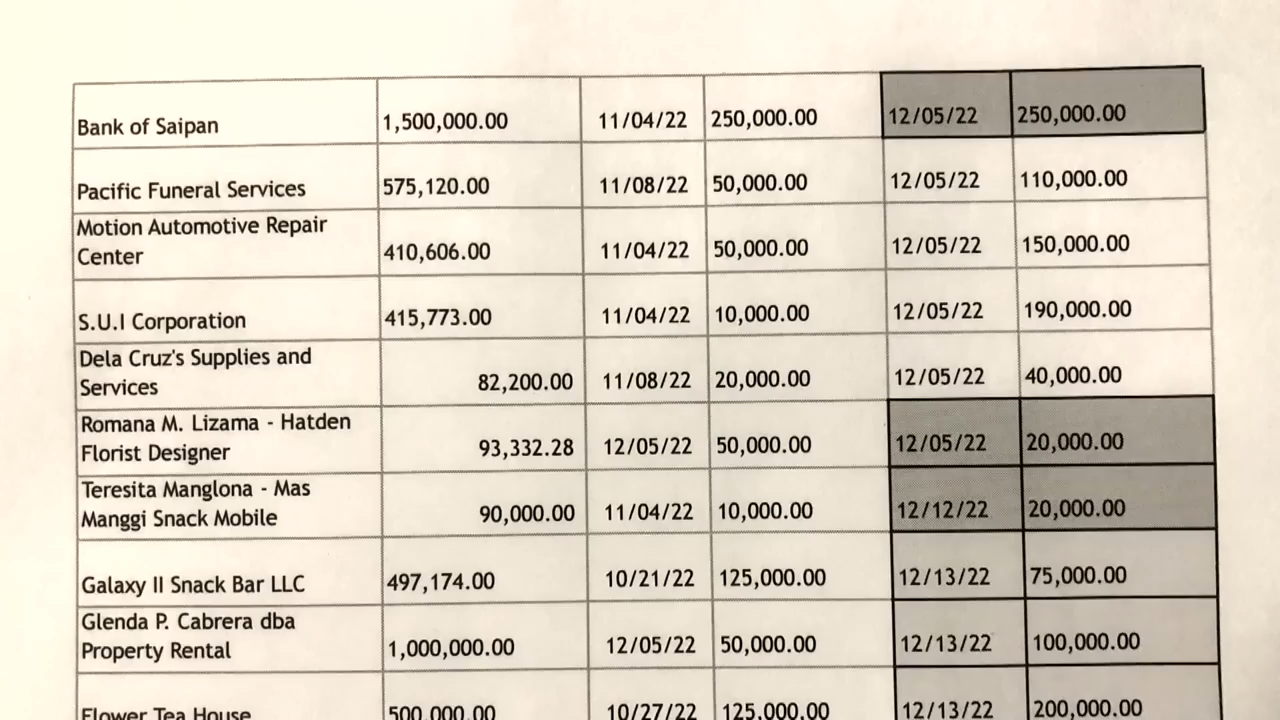 Bank of Saipan 1,500,000.00 11/04/22 250,000.00 12/05/22 250,000.00
Pacific Funeral Services 575,120.00 11/08/22 50,000.00 12/05/22 110,000.00
Motion Automotive Repair
Center 410,606.00 11/04/22 50,000.00 12/05/22 150,000.00
S.U.I Corporation 415,773.00 11/04/22 10,000.00 12/05/22 190,000.00
Dela Cruz's Supplies and
Services 82,200.00 11/08/22 20,000.00 12/05/22 40,000.00
Romana M. Lizama - Hatden
Florist Designer 93,332.28 12/05/22 50,000.00 12/05/22 20,000.00
Teresita Manglona - Mas
Manggi Snack Mobile 90,000.00 11/04/22 10,000.00 12/12/22 20,000.00
Galaxy II Snack Bar LLC 497,174.00 10/21/22 125,000.00 12/13/22 75,000.00
Glenda P. Cabrera dba
Property Rental 1,000,000.00 12/05/22 50,000.00 12/13/22 100,000.00
Flower Tea House 500,000.00 10/27/22 125,000.00 12/13/22 200,000.00